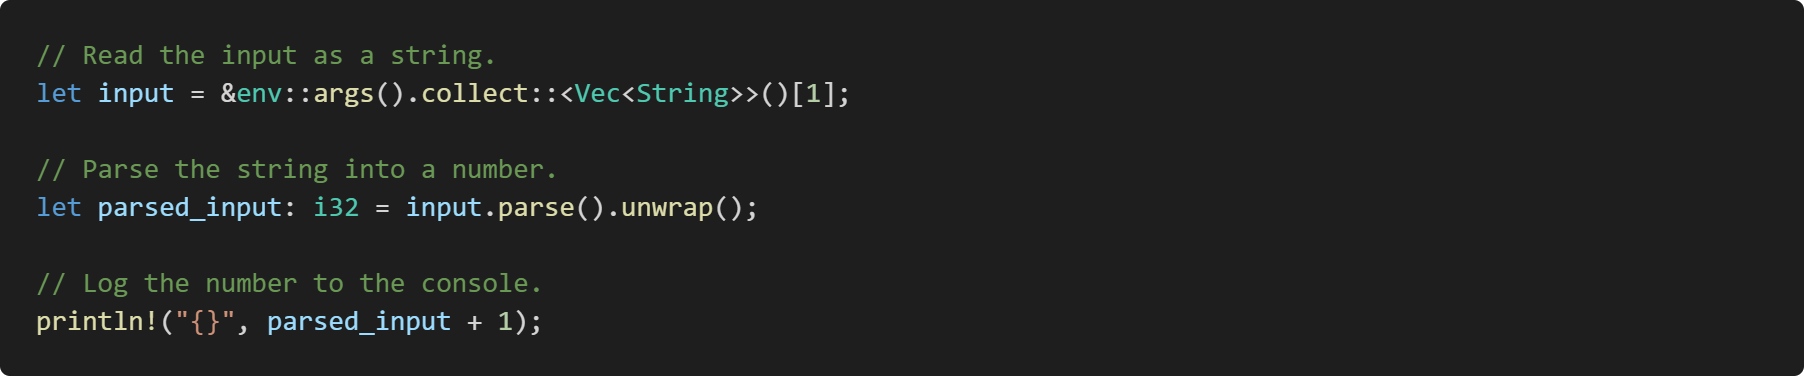 // Read the input as a string.
let input = &env::args().collect::<Vec<String>>()[1];
// Parse the string into a number.
let parsed_input: i32 = input.parse().unwrap();
// Log the number to the console.
println!("{}", parsed_input + 1);